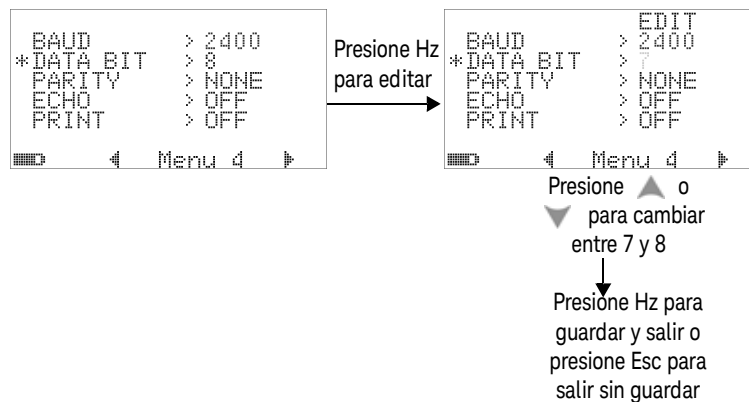 BAUD > 2400
*DATA BIT > 8
PARITY > NONE
ECHO > OFF
PRINT > OFF
Menu 4
Presione Hz
para editar
EDIT
BAUD > 2400
*DATA BIT > 7
PARITY > NONE
ECHO > OFF
PRINT > OFF
Menu 4
Presione o
para cambiar
entre 7 y 8
Presione Hz para
guardar y salir o
presione Esc para
salir sin guardar